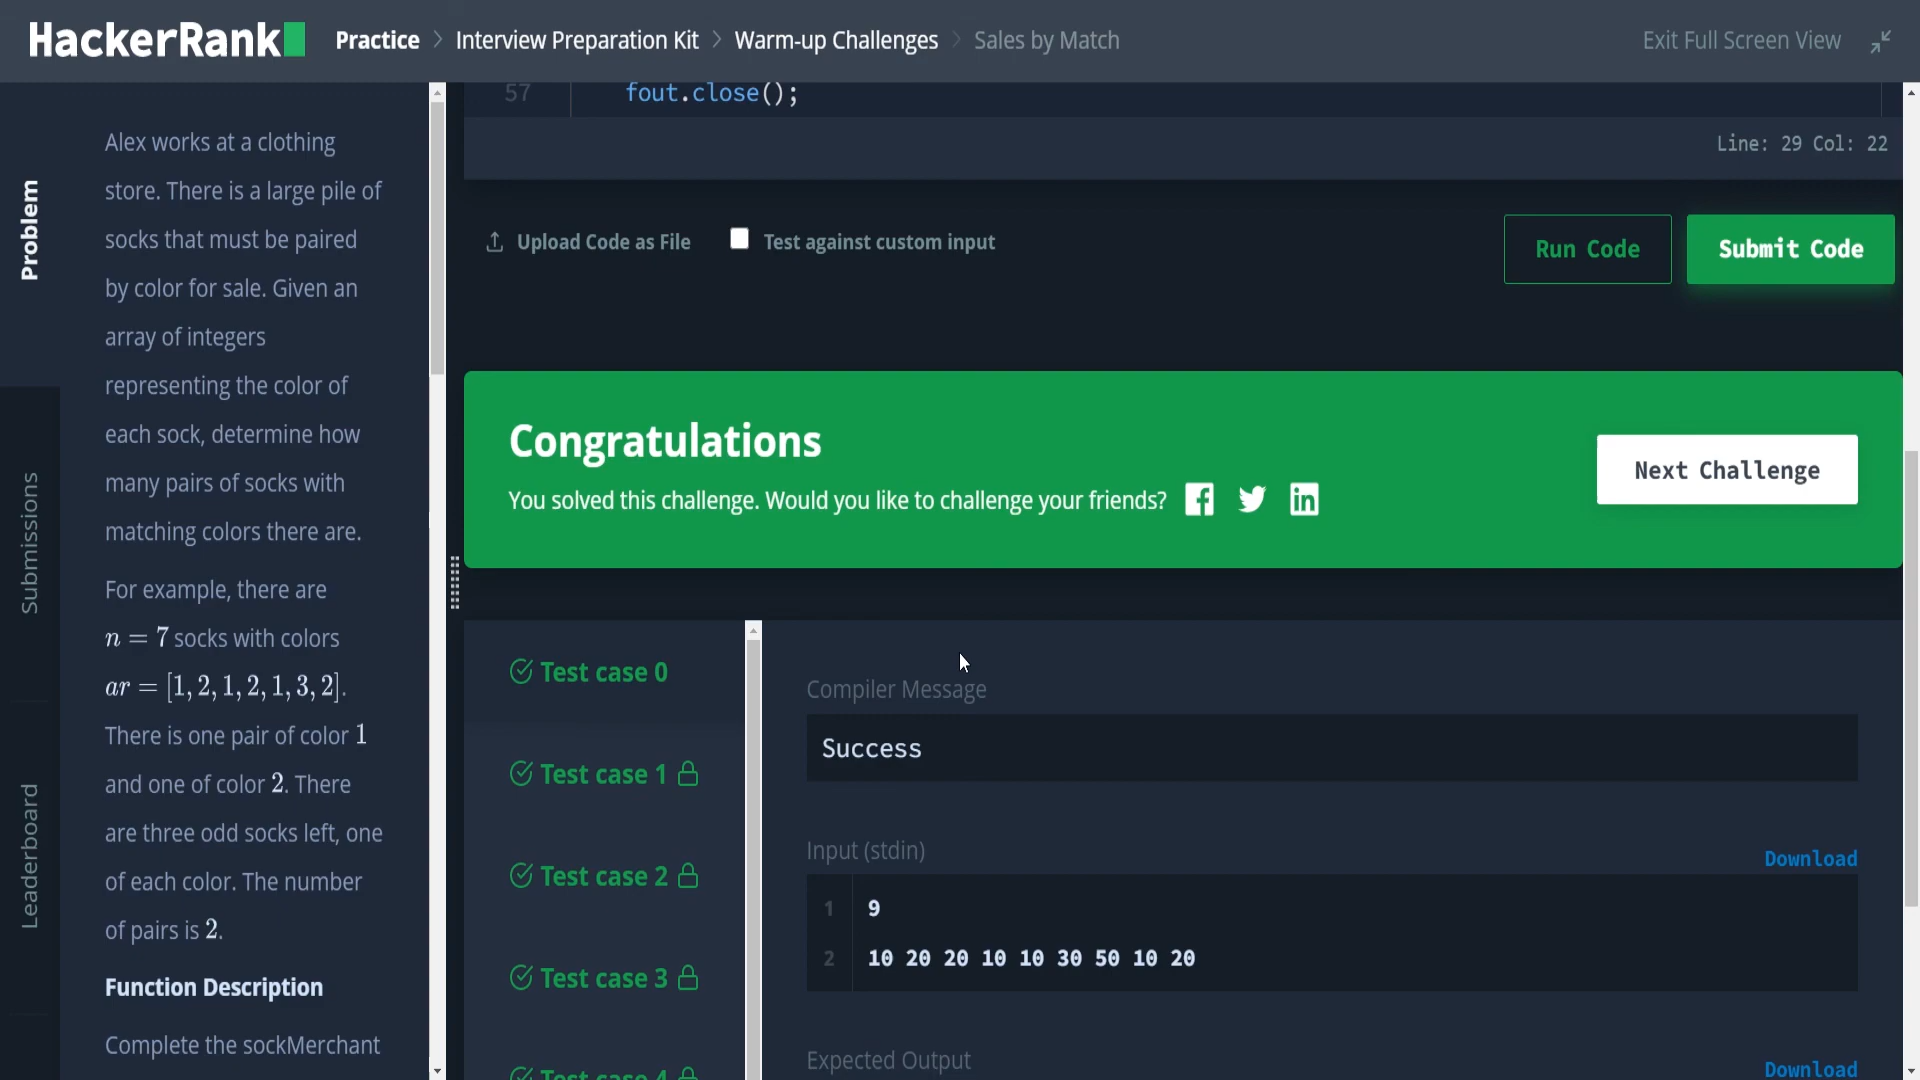 HackerRank
Practice > Interview Preparation Kit > Warm-up Challenges > Sales by Match
Exit Full Screen View
Problem
Submissions
Leaderboard
Alex works at a clothing
store. There is a large pile of
socks that must be paired
by color for sale. Given an
array of integers
representing the color of
each sock, determine how
many pairs of socks with
matching colors there are.
For example, there are
n = 7 socks with colors
ar = [1, 2, 1, 2, 1, 3, 2].
There is one pair of color 1
and one of color 2. There
are three odd socks left, one
of each color. The number
of pairs is 2.
Function Description
Complete the sockMerchant
57 fout.close();
Line: 29 Col: 22
Upload Code as File
Test against custom input
Run Code
Submit Code
Congratulations
You solved this challenge. Would you like to challenge your friends?
Next Challenge
Test case 0
Test case 1
Test case 2
Test case 3
Test case 4
Compiler Message
Success
Input (stdin)
Download
1 9
2 10 20 20 10 10 30 50 10 20
Expected Output
Download